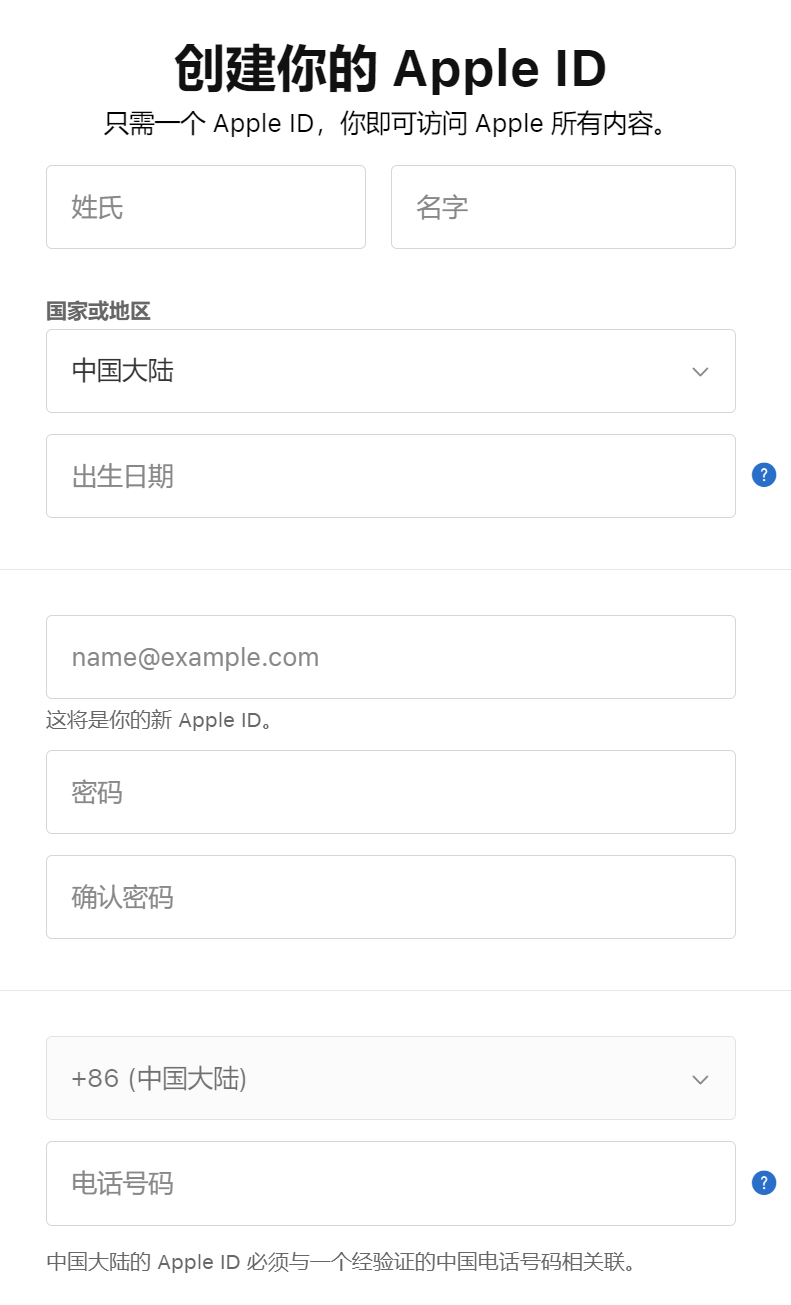 创建你的 Apple ID
只需一个 Apple ID，你即可访问 Apple 所有内容。
姓氏 名字
国家或地区
中国大陆
出生日期
?
name@example.com
这将是你的新 Apple ID。
密码
确认密码
+86 (中国大陆)
电话号码
?
中国大陆的 Apple ID 必须与一个经验证的中国电话号码相关联。